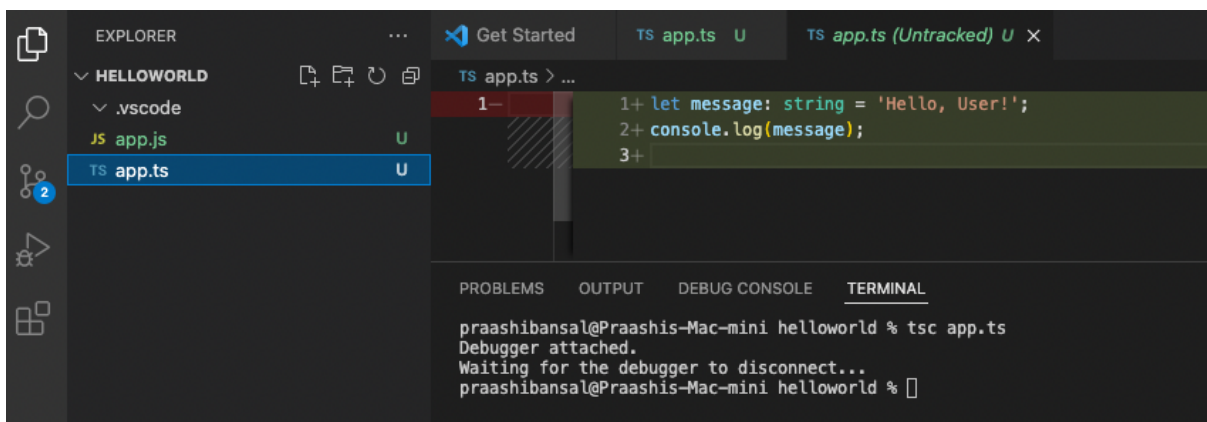 EXPLORER ...
HELLOWORLD
.vscode
JS app.js U
TS app.ts U
2
Get Started TS app.ts U TS app.ts (Untracked) U
TS app.ts > ...
1— 1+ let message: string = 'Hello, User!';
2+ console.log(message);
3+
PROBLEMS OUTPUT DEBUG CONSOLE TERMINAL
praashibansal@Praashis-Mac-mini helloworld % tsc app.ts
Debugger attached.
Waiting for the debugger to disconnect...
praashibansal@Praashis-Mac-mini helloworld %